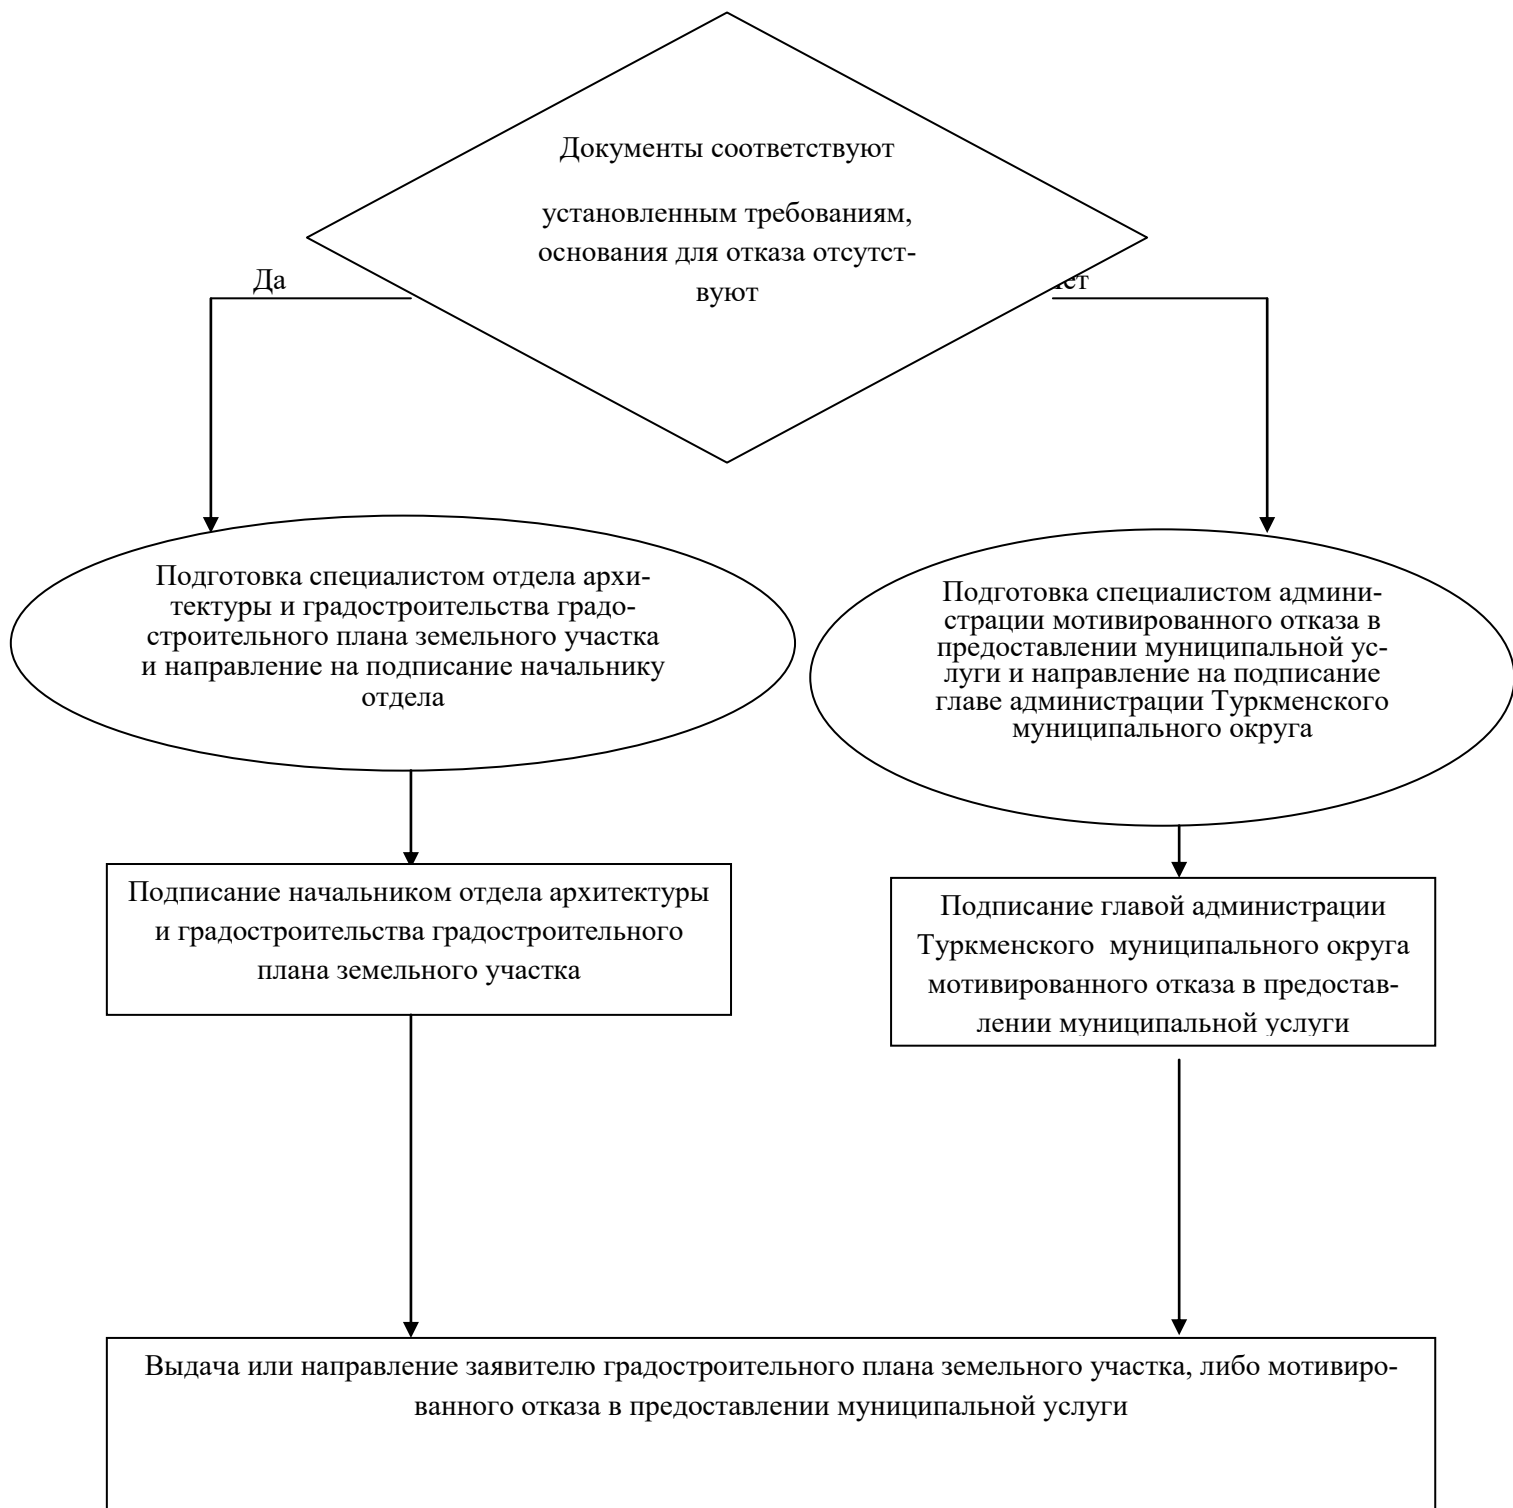 Документы соответствуют
установленным требованиям,
основания для отказа отсутст-
вуют
Да
Подготовка специалистом отдела архи-
тектуры и градостроительства градо-
строительного плана земельного участка
и направление на подписание начальнику
отдела
Подготовка специалистом админи-
страции мотивированного отказа в
предоставлении муниципальной ус-
луги и направление на подписание
главе администрации Туркменского
муниципального округа
Подписание начальником отдела архитектуры
и градостроительства градостроительного
плана земельного участка
Подписание главой администрации
Туркменского  муниципального округа
мотивированного отказа в предостав-
лении муниципальной услуги
Выдача или направление заявителю градостроительного плана земельного участка, либо мотивиро-
ванного отказа в предоставлении муниципальной услуги